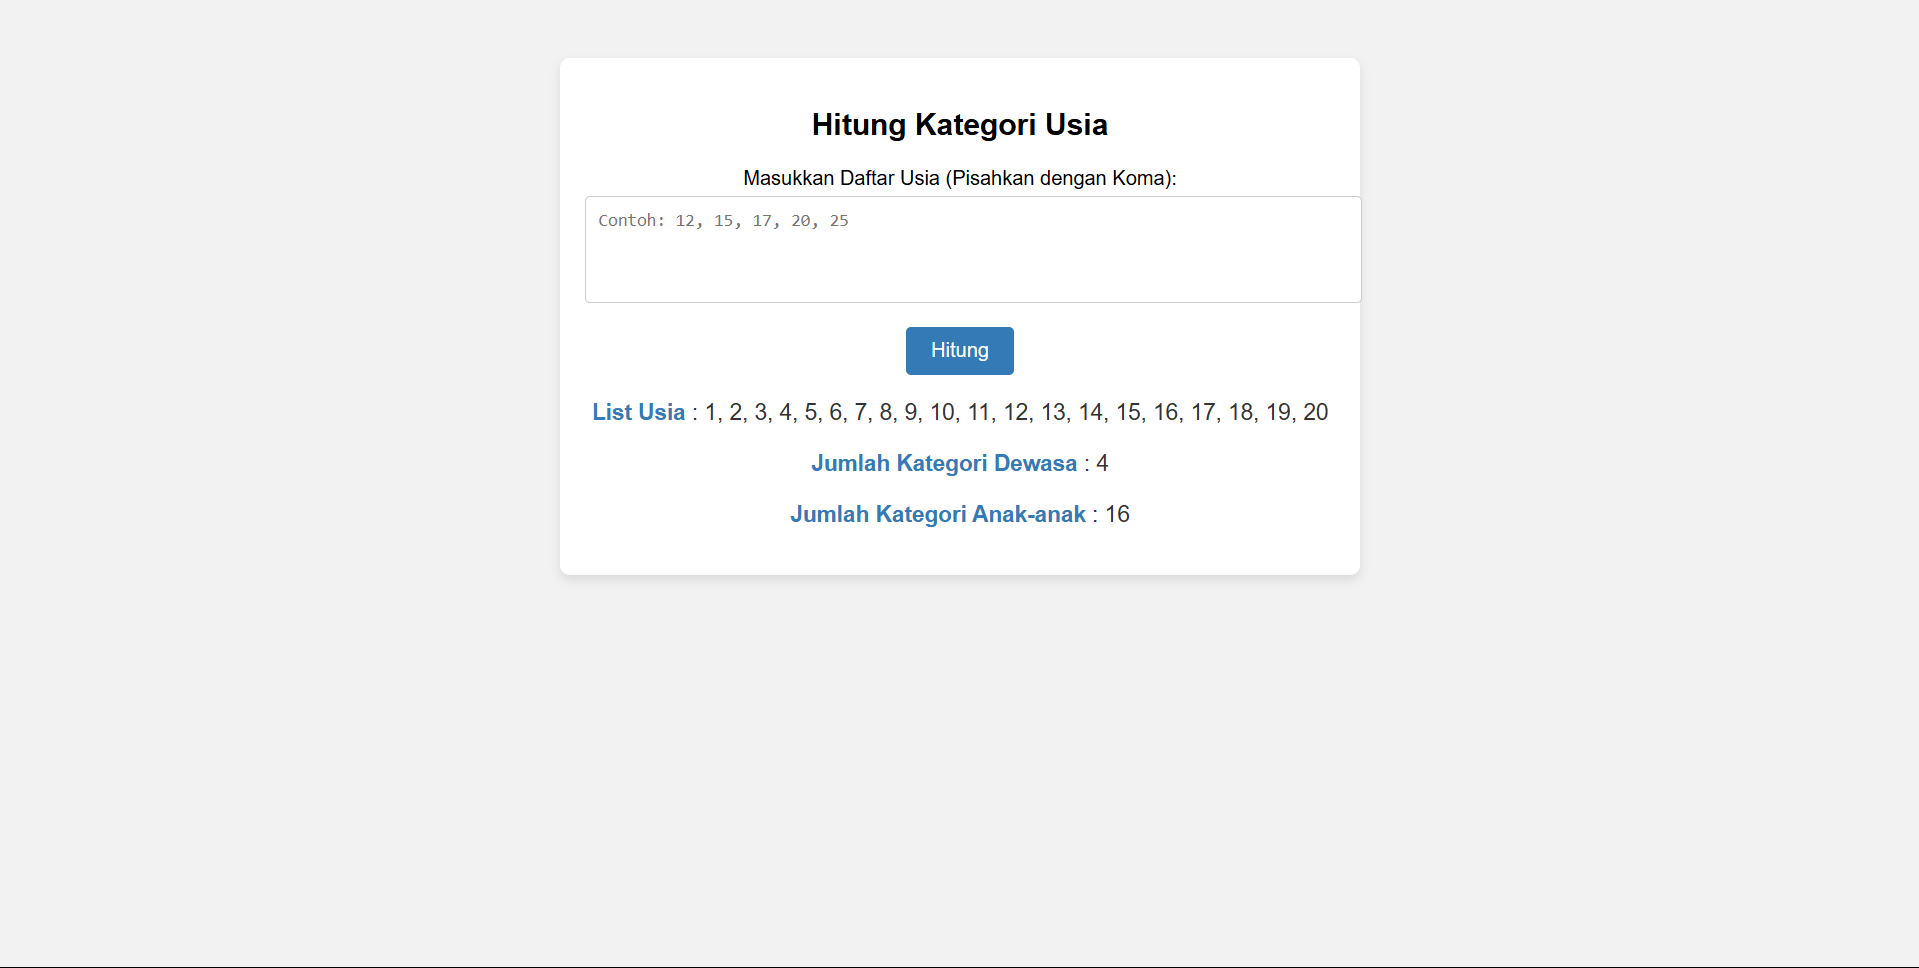 Hitung Kategori Usia
Masukkan Daftar Usia (Pisahkan dengan Koma):
Contoh: 12, 15, 17, 20, 25
Hitung
List Usia : 1, 2, 3, 4, 5, 6, 7, 8, 9, 10, 11, 12, 13, 14, 15, 16, 17, 18, 19, 20
Jumlah Kategori Dewasa : 4
Jumlah Kategori Anak-anak : 16